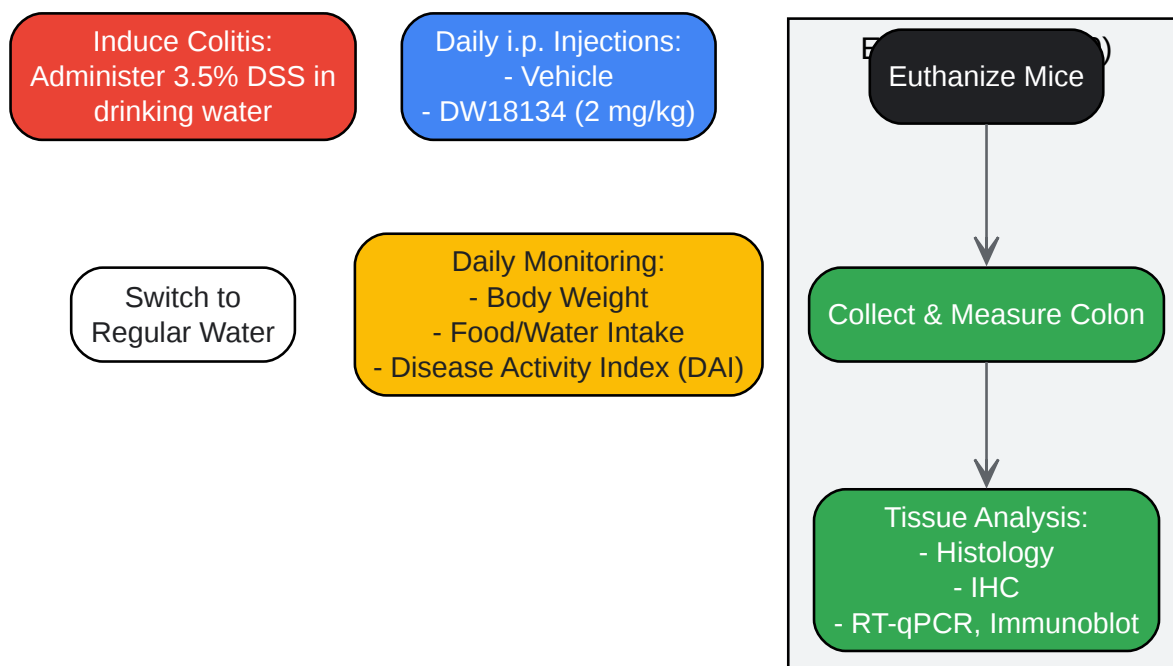 Induce Colitis:
Administer 3.5% DSS in
drinking water
Daily i.p. Injections:
- Vehicle
- DW18134 (2 mg/kg)
Euthanize Mice
Switch to
Regular Water
Daily Monitoring:
- Body Weight
- Food/Water Intake
- Disease Activity Index (DAI)
Collect & Measure Colon
Tissue Analysis:
- Histology
- IHC
- RT-qPCR, Immunoblot